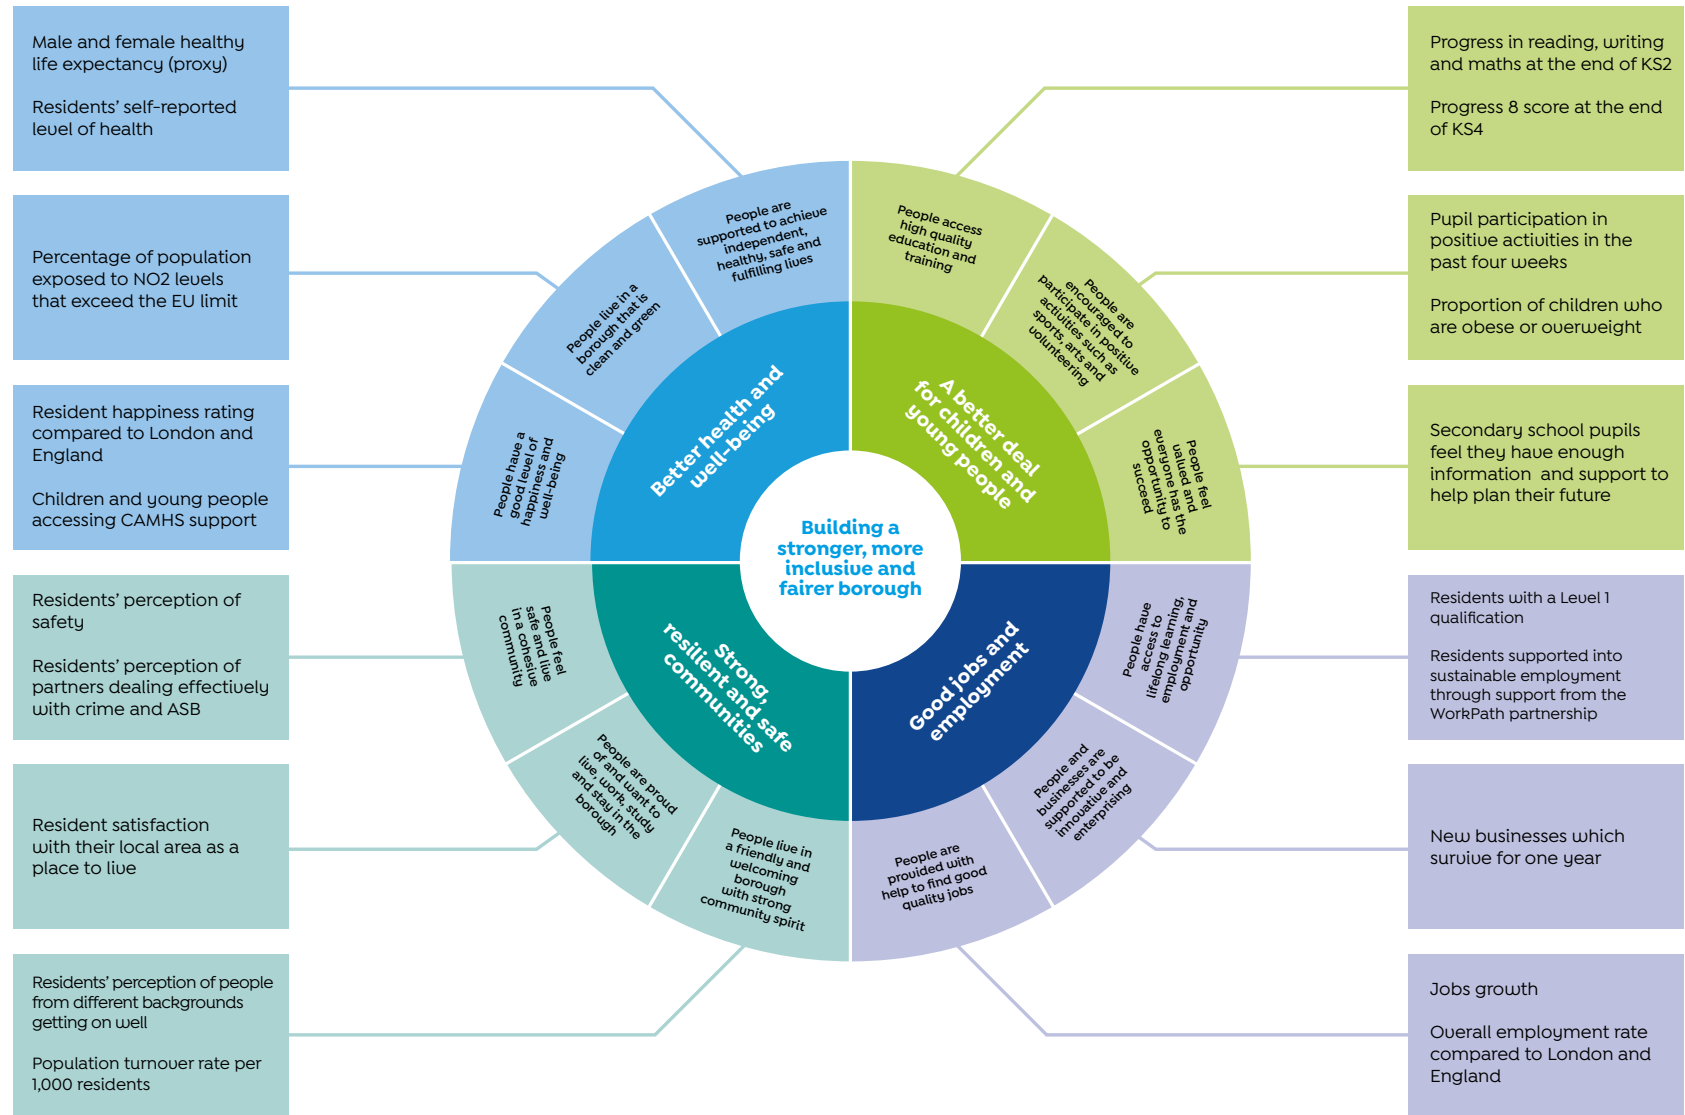 Male and female healthy
life expectancy (proxy)
Residents' self-reported
level of health
Percentage of population
exposed to NO2 levels
that exceed the EU limit
Resident happiness rating
compared to London and
England
Children and young people
accessing CAMHS support
Residents' perception of
safety
Residents' perception of
partners dealing effectively
with crime and ASB
Resident satisfaction
with their local area as a
place to live
Residents' perception of people
from different backgrounds
getting on well
Population turnover rate per
1,000 residents
People are
supported to achieve
independent,
healthy, safe and
fulfilling lives
People live in a
borough that is
clean and green
People have a
good level of
happiness and
well-being
Better health and
well-being
People access
high quality
education and
training
People are
encouraged to
participate in positive
activities such as
sports, arts and
volunteering
People feel
valued and
everyone has the
opportunity to
succeed
A better deal
for children and
young people
Building a
stronger, more
inclusive and
fairer borough
People feel
safe and live
in a cohesive
community
People are proud
of and want to
live, work, study
and stay in the
borough
People live in
a friendly and
welcoming
borough
with strong
community spirit
Strong,
resilient and safe
communities
People have
access to
lifelong learning,
employment and
opportunity
People and
businesses are
supported to be
innovative and
enterprising
People are
provided with
help to find good
quality jobs
Good jobs and
employment
Progress in reading, writing
and maths at the end of KS2
Progress 8 score at the end
of KS4
Pupil participation in
positive activities in the
past four weeks
Proportion of children who
are obese or overweight
Secondary school pupils
feel they have enough
information and support to
help plan their future
Residents with a Level 1
qualification
Residents supported into
sustainable employment
through support from the
WorkPath partnership
New businesses which
survive for one year
Jobs growth
Overall employment rate
compared to London and
England